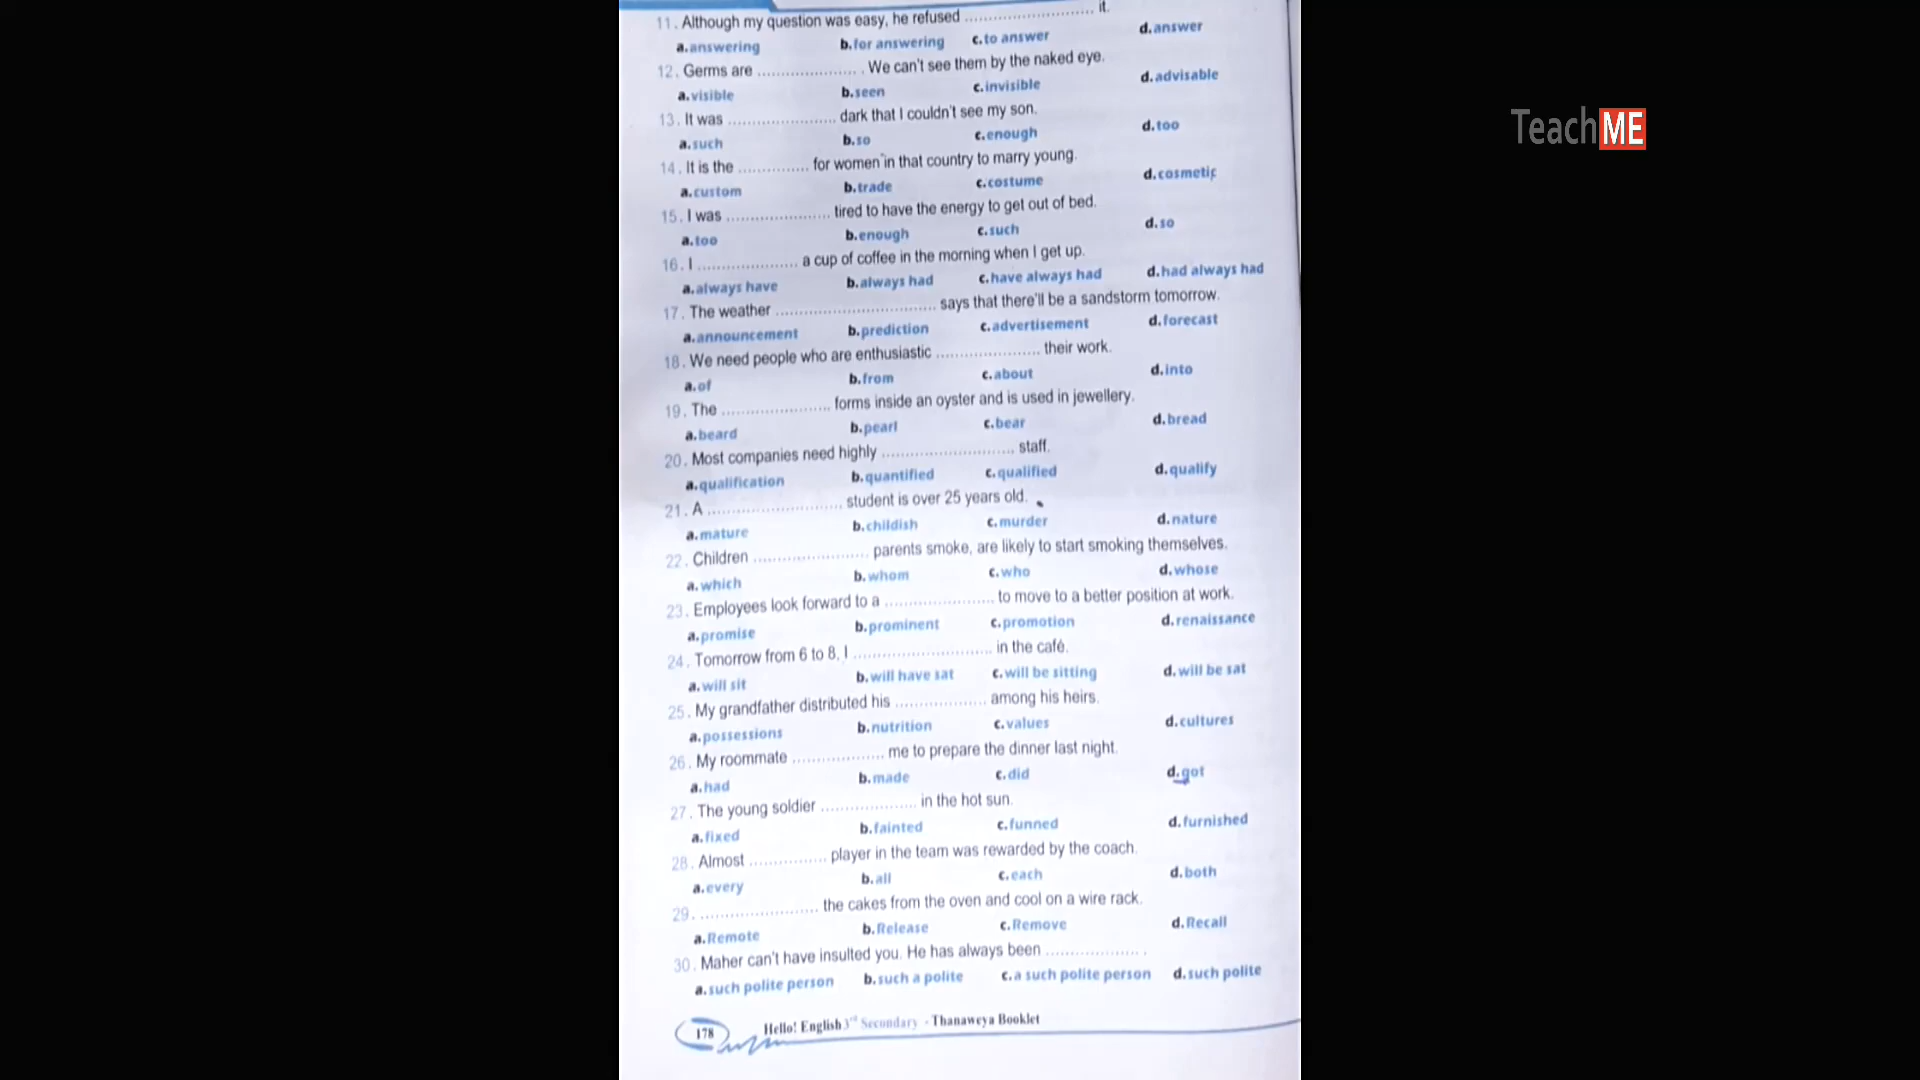 11. Although my question was easy, he refused ........................... it.
a. answering b. for answering c. to answer d. answer
12. Germs are ..................... . We can't see them by the naked eye.
a. visible b. seen c. invisible d. advisable
13. It was ....................... dark that I couldn't see my son.
a. such b. so c. enough d. too
14. It is the ............... for women in that country to marry young.
a. custom b. trade c. costume d. cosmetic
15. I was ...................... tired to have the energy to get out of bed.
a. too b. enough c. such d. so
16. I ..................... a cup of coffee in the morning when I get up.
a. always have b. always had c. have always had d. had always had
17. The weather ................................. says that there'll be a sandstorm tomorrow.
a. announcement b. prediction c. advertisement d. forecast
18. We need people who are enthusiastic ...................... their work.
a. of b. from c. about d. into
19. The ....................... forms inside an oyster and is used in jewellery.
a. beard b. pearl c. bear d. bread
20. Most companies need highly ............................ staff.
a. qualification b. quantified c. qualified d. qualify
21. A ............................ student is over 25 years old.
a. mature b. childish c. murder d. nature
22. Children ........................ parents smoke, are likely to start smoking themselves.
a. which b. whom c. who d. whose
23. Employees look forward to a ....................... to move to a better position at work.
a. promise b. prominent c. promotion d. renaissance
24. Tomorrow from 6 to 8, I ............................. in the café.
a. will sit b. will have sat c. will be sitting d. will be sat
25. My grandfather distributed his ................... among his heirs.
a. possessions b. nutrition c. values d. cultures
26. My roommate ................... me to prepare the dinner last night.
a. had b. made c. did d. got
27. The young soldier .................... in the hot sun.
a. fixed b. fainted c. funned d. furnished
28. Almost ................ player in the team was rewarded by the coach.
a. every b. all c. each d. both
29. ......................... the cakes from the oven and cool on a wire rack.
a. Remote b. Release c. Remove d. Recall
30. Maher can't have insulted you. He has always been .................... .
a. such polite person b. such a polite c. a such polite person d. such polite
178 Hello! English 3rd Secondary - Thanaweya Booklet
TeachME